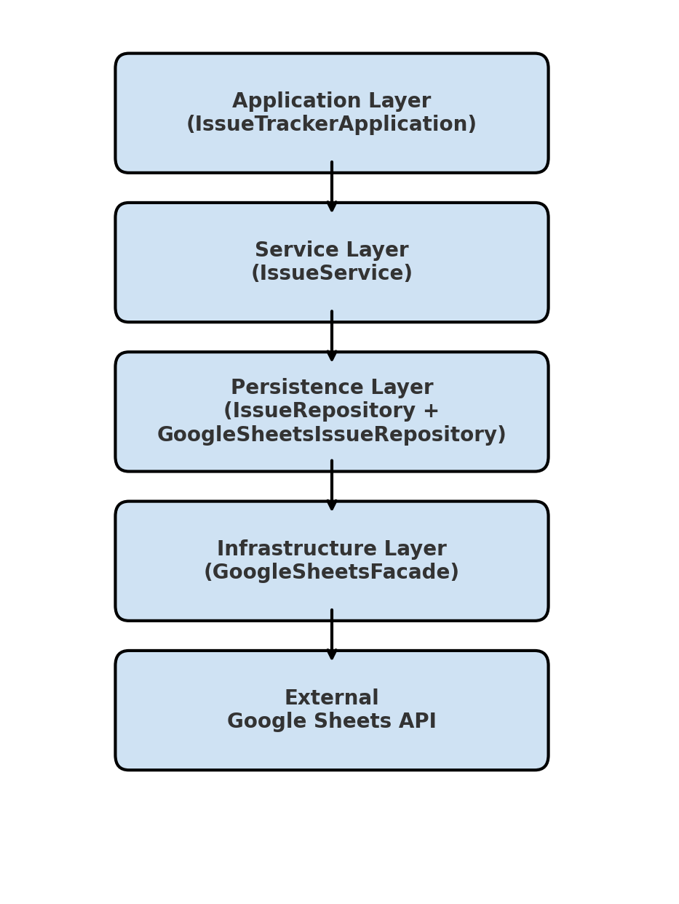 Application Layer
(IssueTrackerApplication)
Service Layer
(IssueService)
Persistence Layer
(IssueRepository +
GoogleSheetsIssueRepository)
Infrastructure Layer
(GoogleSheetsFacade)
External
Google Sheets API